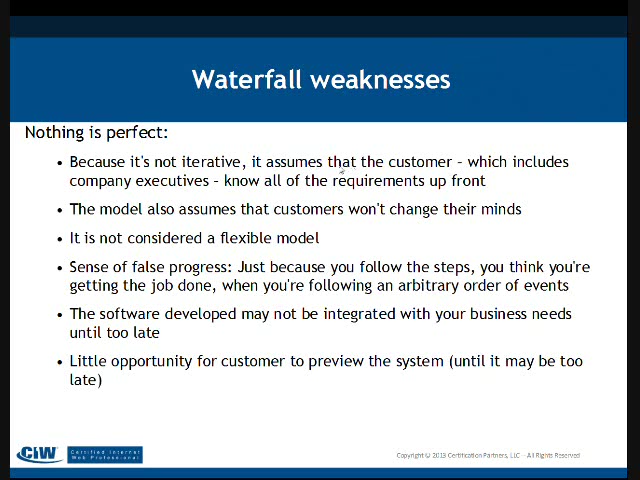 Waterfall weaknesses
Nothing is perfect:
• Because it's not iterative, it assumes that the customer – which includes
company executives – know all of the requirements up front
• The model also assumes that customers won't change their minds
• It is not considered a flexible model
• Sense of false progress: Just because you follow the steps, you think you're
getting the job done, when you're following an arbitrary order of events
• The software developed may not be integrated with your business needs
until too late
• Little opportunity for customer to preview the system (until it may be too
late)
CIW Certified Internet
Web Professional
Copyright © 2013 Certification Partners, LLC – All Rights Reserved